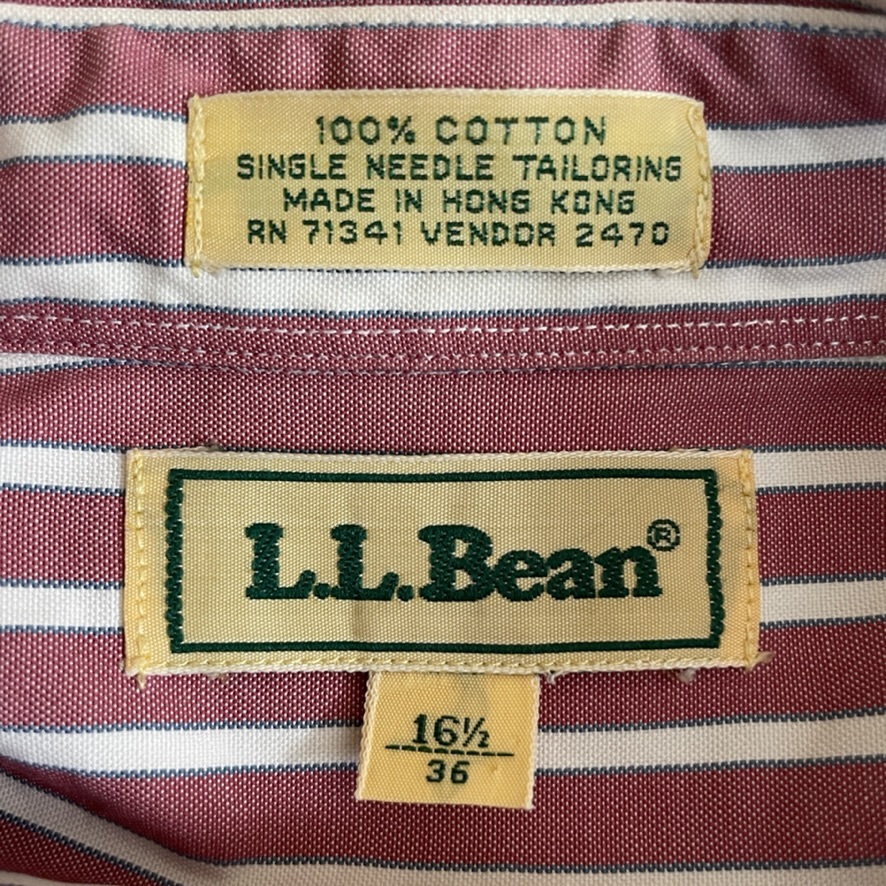 100% COTTON
SINGLE NEEDLE TAILORING
MADE IN HONG KONG
RN 71341 VENDOR 2470
L.L.Bean®
16½
36